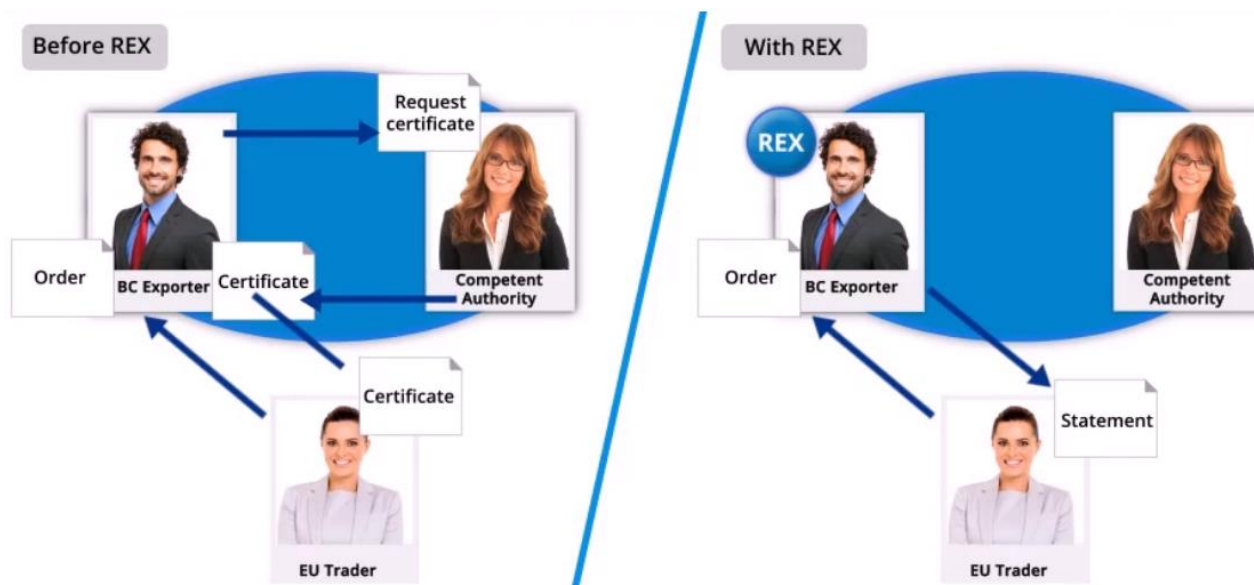 Before REX
Request
certificate
Order
BC Exporter
Certificate
Competent
Authority
Certificate
EU Trader
With REX
REX
Order
BC Exporter
Competent
Authority
Statement
EU Trader